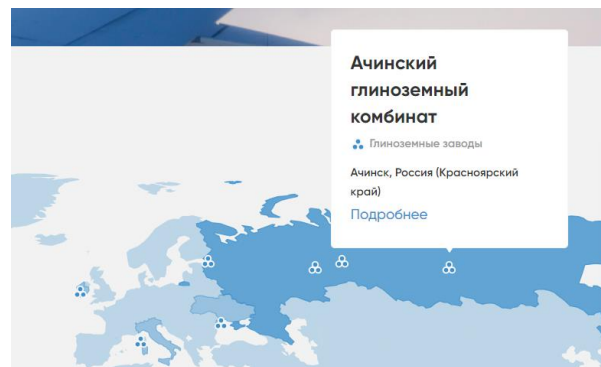 Ачинский
глиноземный
комбинат
Глиноземные заводы
Ачинск, Россия (Красноярский
край)
Подробнее